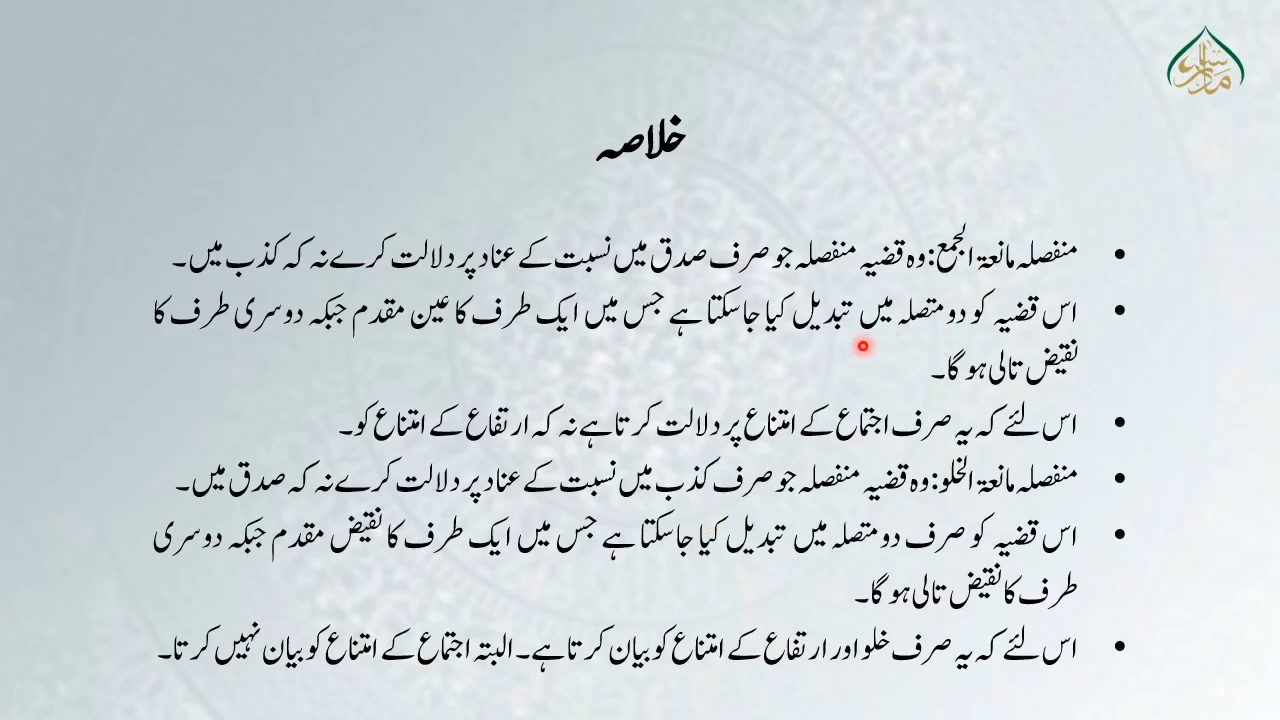 خلاصہ
منفصلہ مانعۃ الجمع: وہ قضیہ منفصلہ جو صرف صدق میں نسبت کے عناد پر دلالت کرے نہ کہ کذب میں۔
اس قضیہ کو دو متصلہ میں تبدیل کیا جاسکتا ہے جس میں ایک طرف کا عین مقدم جبکہ دوسری طرف کا
نقیض تالی ہو گا۔
اس لئے کہ یہ صرف اجتماع کے امتناع پر دلالت کرتا ہے نہ کہ ارتفاع کے امتناع کو۔
منفصلہ مانعۃ الخلو: وہ قضیہ منفصلہ جو صرف کذب میں نسبت کے عناد پر دلالت کرے نہ کہ صدق میں۔
اس قضیہ کو صرف دو متصلہ میں تبدیل کیا جاسکتا ہے جس میں ایک طرف کا نقیض مقدم جبکہ دوسری
طرف کا نقیض تالی ہو گا۔
اس لئے کہ یہ صرف خلو اور ارتفاع کے امتناع کو بیان کرتا ہے۔ البتہ اجتماع کے امتناع کو بیان نہیں کرتا۔